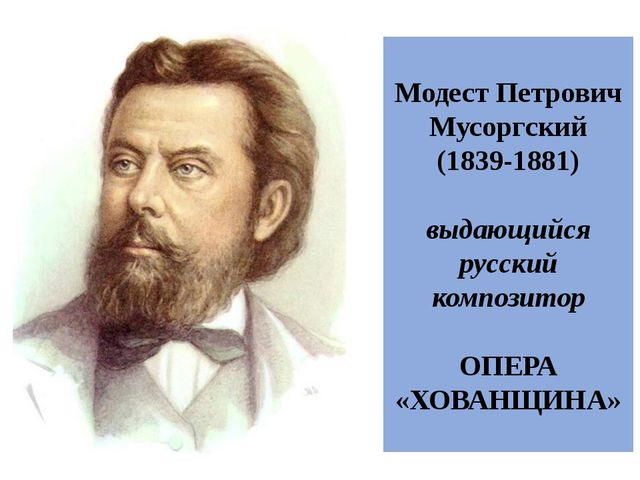 Модест Петрович
Мусоргский
(1839-1881)
выдающийся
русский
композитор
ОПЕРА
«ХОВАНЩИНА»